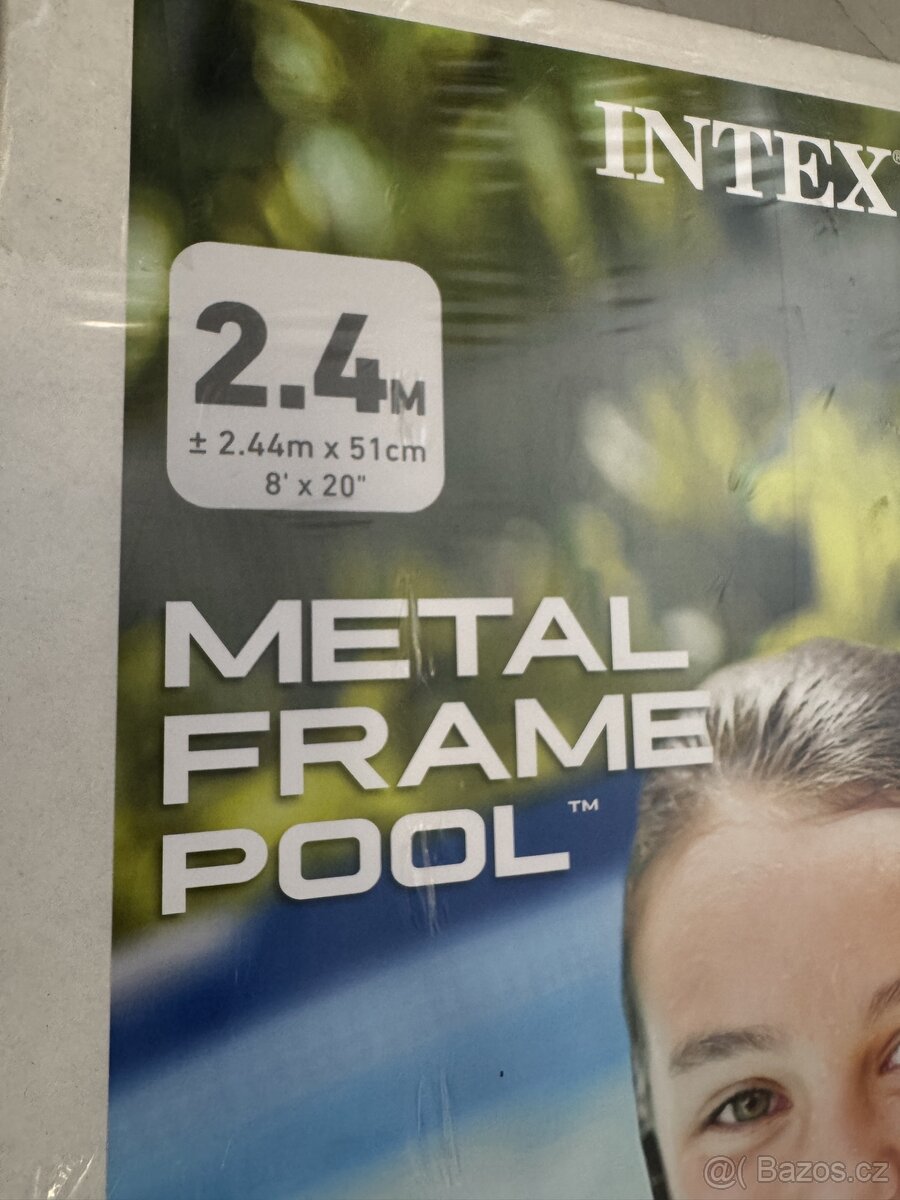 INTEX®
2.4M
± 2.44m x 51cm
8' x 20"
METAL
FRAME
POOL™
@( Bazos.cz